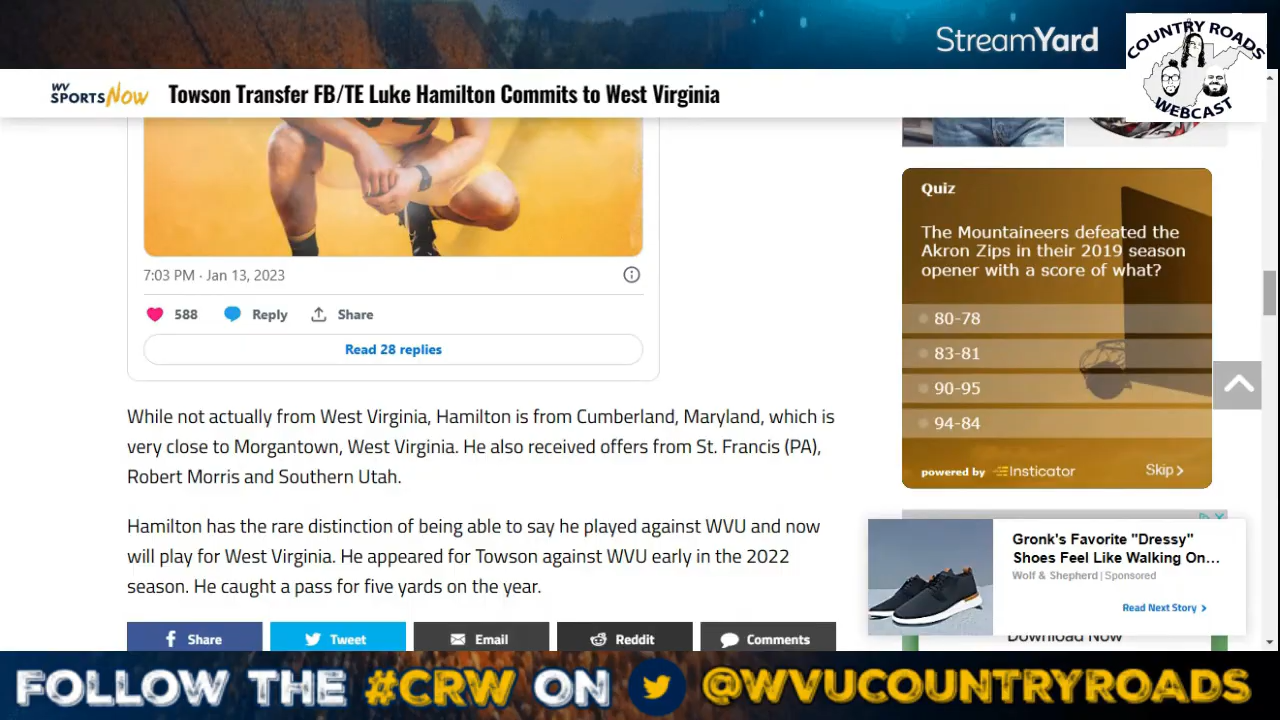 StreamYard
COUNTRY ROADS
WEBCAST
WV
SPORTS NOW
Towson Transfer FB/TE Luke Hamilton Commits to West Virginia
7:03 PM · Jan 13, 2023
588 Reply Share
Read 28 replies
While not actually from West Virginia, Hamilton is from Cumberland, Maryland, which is
very close to Morgantown, West Virginia. He also received offers from St. Francis (PA),
Robert Morris and Southern Utah.
Hamilton has the rare distinction of being able to say he played against WVU and now
will play for West Virginia. He appeared for Towson against WVU early in the 2022
season. He caught a pass for five yards on the year.
Share Tweet Email Reddit Comments
Quiz
The Mountaineers defeated the
Akron Zips in their 2019 season
opener with a score of what?
80-78
83-81
90-95
94-84
powered by Insticator Skip
Gronk's Favorite "Dressy"
Shoes Feel Like Walking On...
Wolf & Shepherd | Sponsored
Read Next Story
Download Now
FOLLOW THE #CRW ON @WVUCOUNTRYROADS